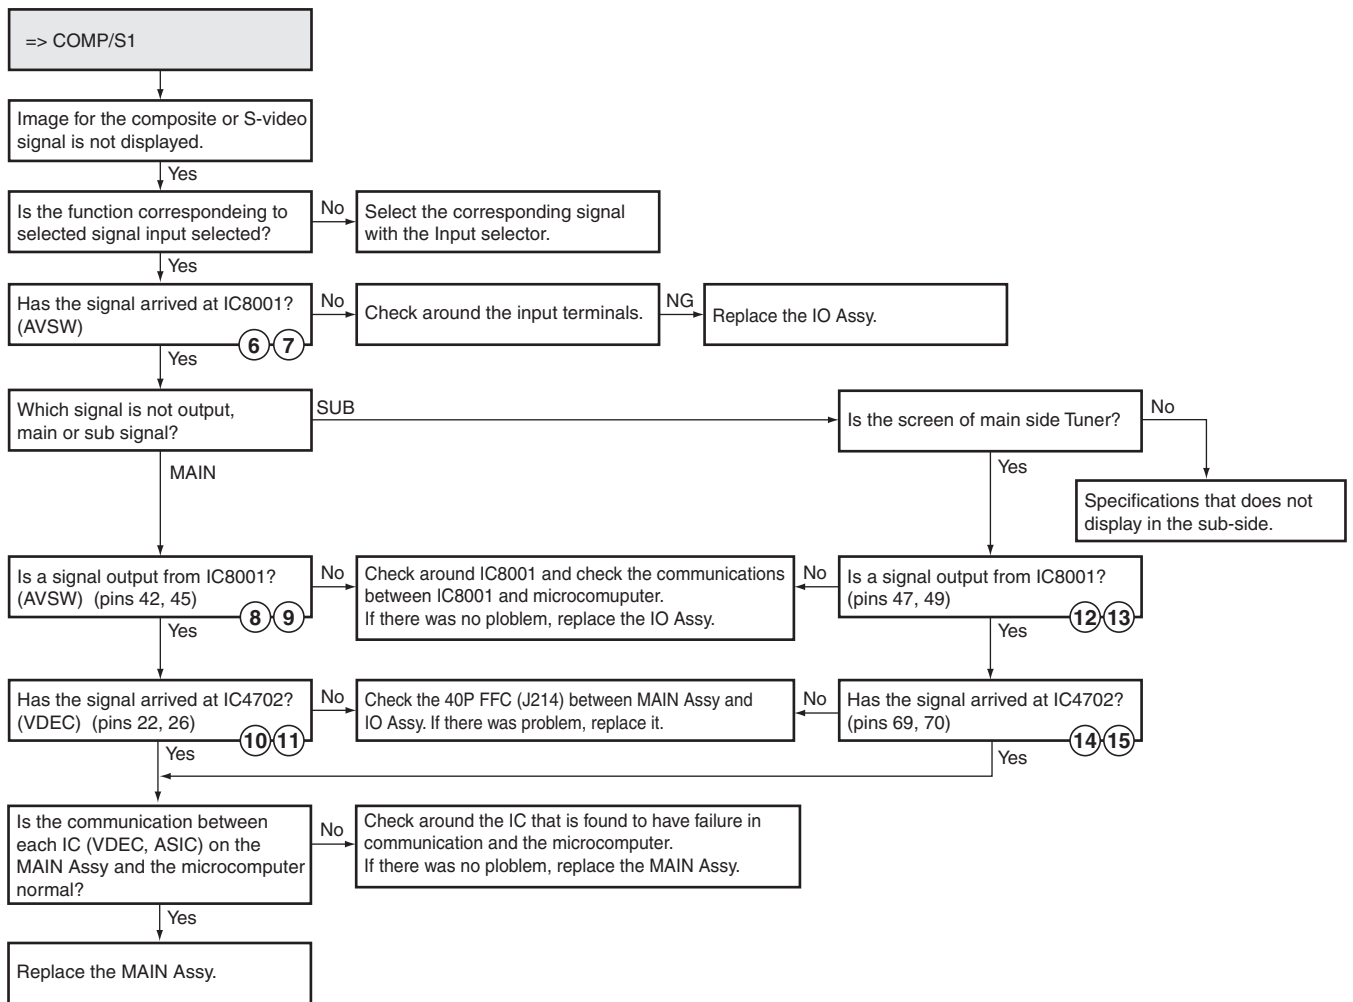 => COMP/S1
Image for the composite or S-video
signal is not displayed.
Yes
Is the function correspondeing to
selected signal input selected?
No
Select the corresponding signal
with the Input selector.
Yes
Has the signal arrived at IC8001?
(AVSW)
6 7
No
Check around the input terminals.
NG
Replace the IO Assy.
Yes
Which signal is not output,
main or sub signal?
SUB
Is the screen of main side Tuner?
No
Specifications that does not
display in the sub-side.
MAIN
Yes
Is a signal output from IC8001?
(AVSW) (pins 42, 45)
8 9
No
Check around IC8001 and check the communications
between IC8001 and microcomuputer.
If there was no ploblem, replace the IO Assy.
No
Is a signal output from IC8001?
(pins 47, 49)
12 13
Yes
Yes
Has the signal arrived at IC4702?
(VDEC) (pins 22, 26)
10 11
No
Check the 40P FFC (J214) between MAIN Assy and
IO Assy. If there was problem, replace it.
No
Has the signal arrived at IC4702?
(pins 69, 70)
14 15
Yes
Yes
Is the communication between
each IC (VDEC, ASIC) on the
MAIN Assy and the microcomputer
normal?
No
Check around the IC that is found to have failure in
communication and the microcomputer.
If there was no ploblem, replace the MAIN Assy.
Yes
Replace the MAIN Assy.